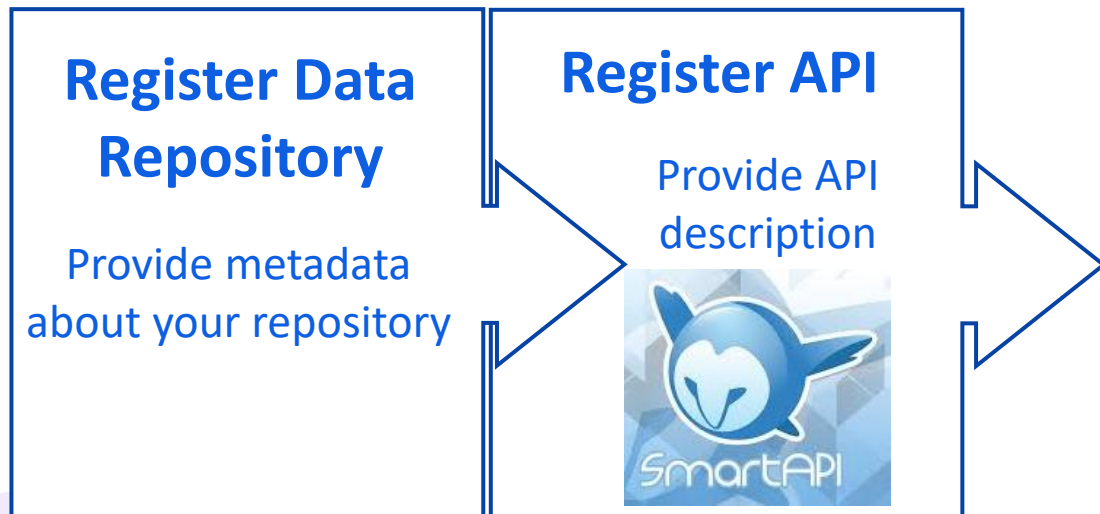 Register Data
Repository
Provide metadata
about your repository
Register API
Provide API
description
SmartAPI